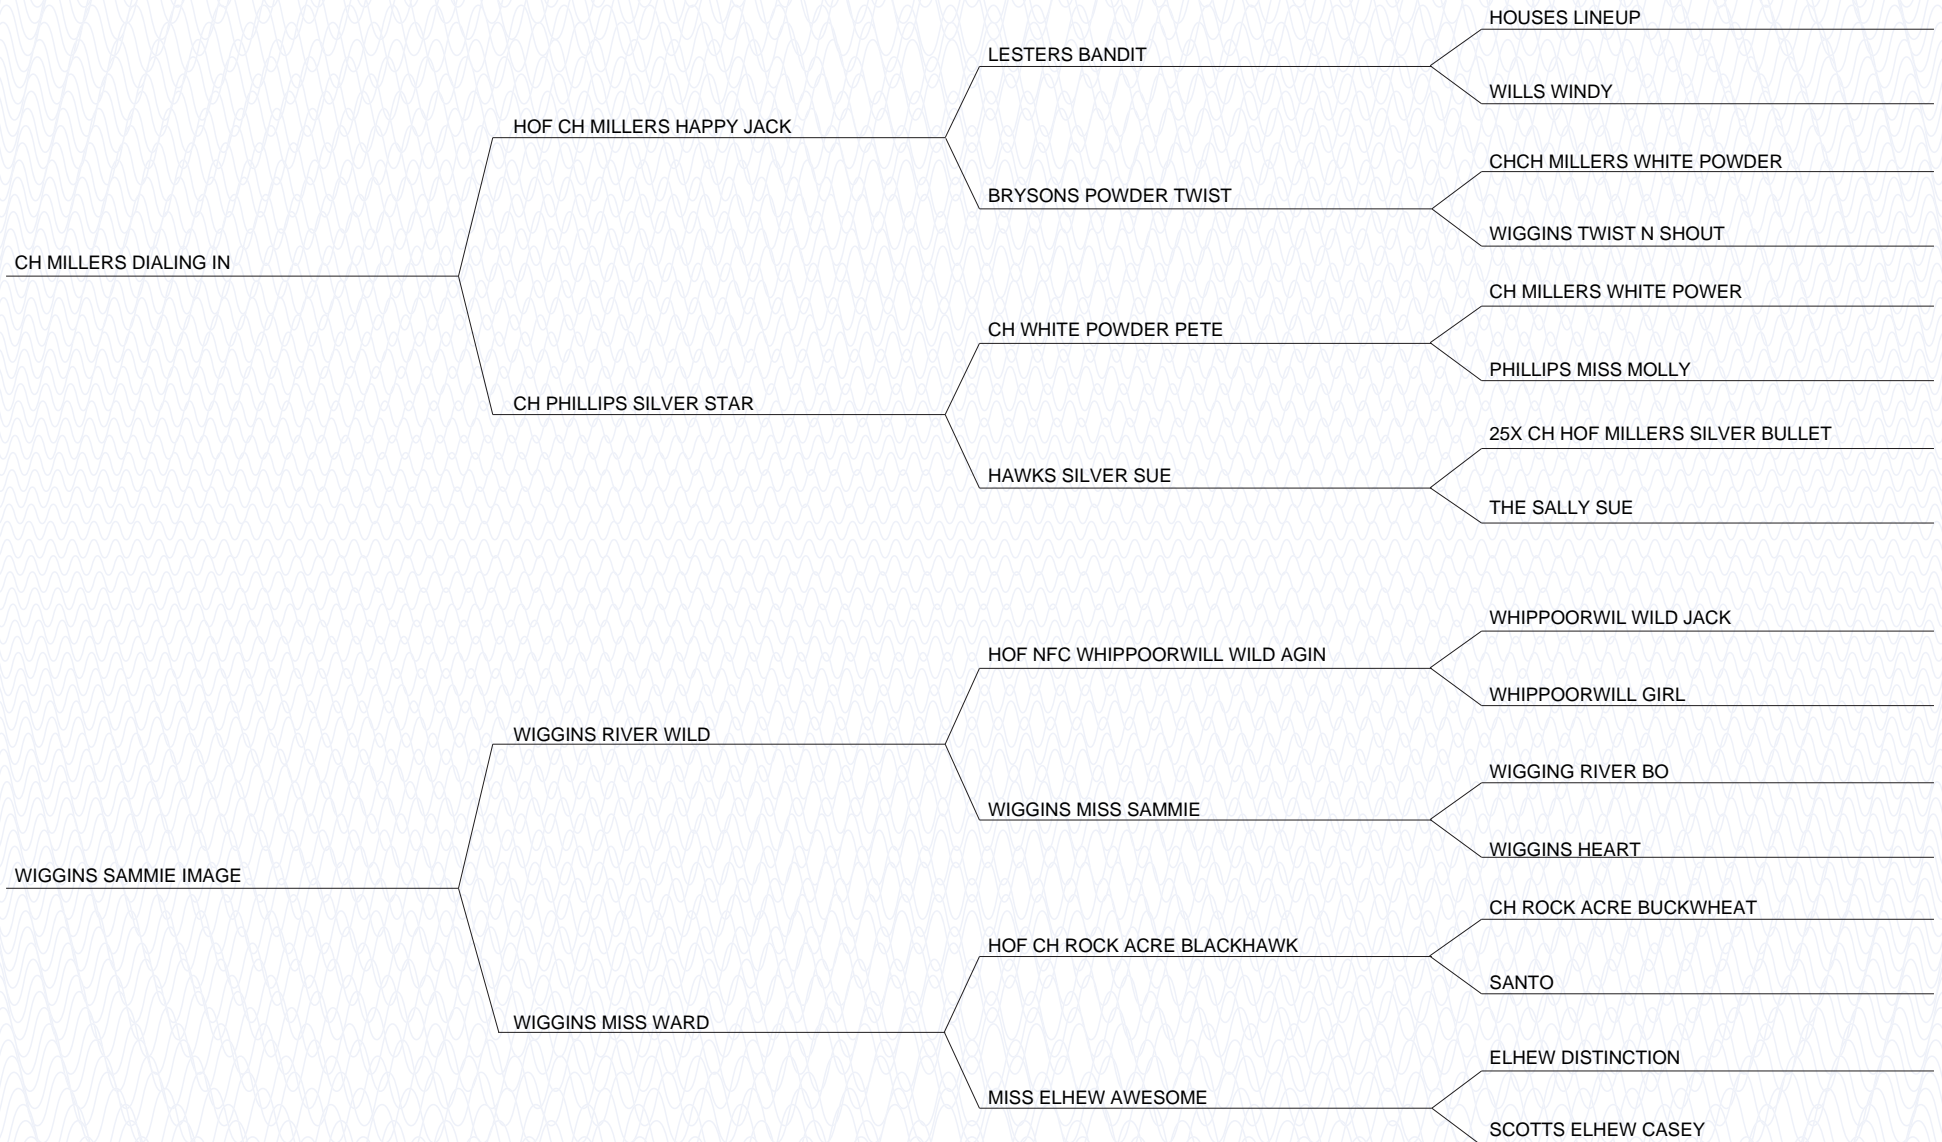 HOUSES LINEUP
LESTERS BANDIT
WILLS WINDY
HOF CH MILLERS HAPPY JACK
CHCH MILLERS WHITE POWDER
BRYSONS POWDER TWIST
WIGGINS TWIST N SHOUT
CH MILLERS DIALING IN
CH MILLERS WHITE POWER
CH WHITE POWDER PETE
PHILLIPS MISS MOLLY
CH PHILLIPS SILVER STAR
25X CH HOF MILLERS SILVER BULLET
HAWKS SILVER SUE
THE SALLY SUE
WHIPPOORWIL WILD JACK
HOF NFC WHIPPOORWILL WILD AGIN
WHIPPOORWILL GIRL
WIGGINS RIVER WILD
WIGGING RIVER BO
WIGGINS MISS SAMMIE
WIGGINS HEART
WIGGINS SAMMIE IMAGE
CH ROCK ACRE BUCKWHEAT
HOF CH ROCK ACRE BLACKHAWK
SANTO
WIGGINS MISS WARD
ELHEW DISTINCTION
MISS ELHEW AWESOME
SCOTTS ELHEW CASEY